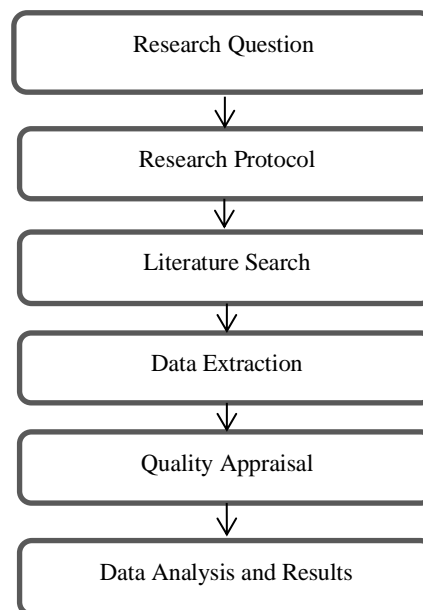 Research Question
Research Protocol
Literature Search
Data Extraction
Quality Appraisal
Data Analysis and Results